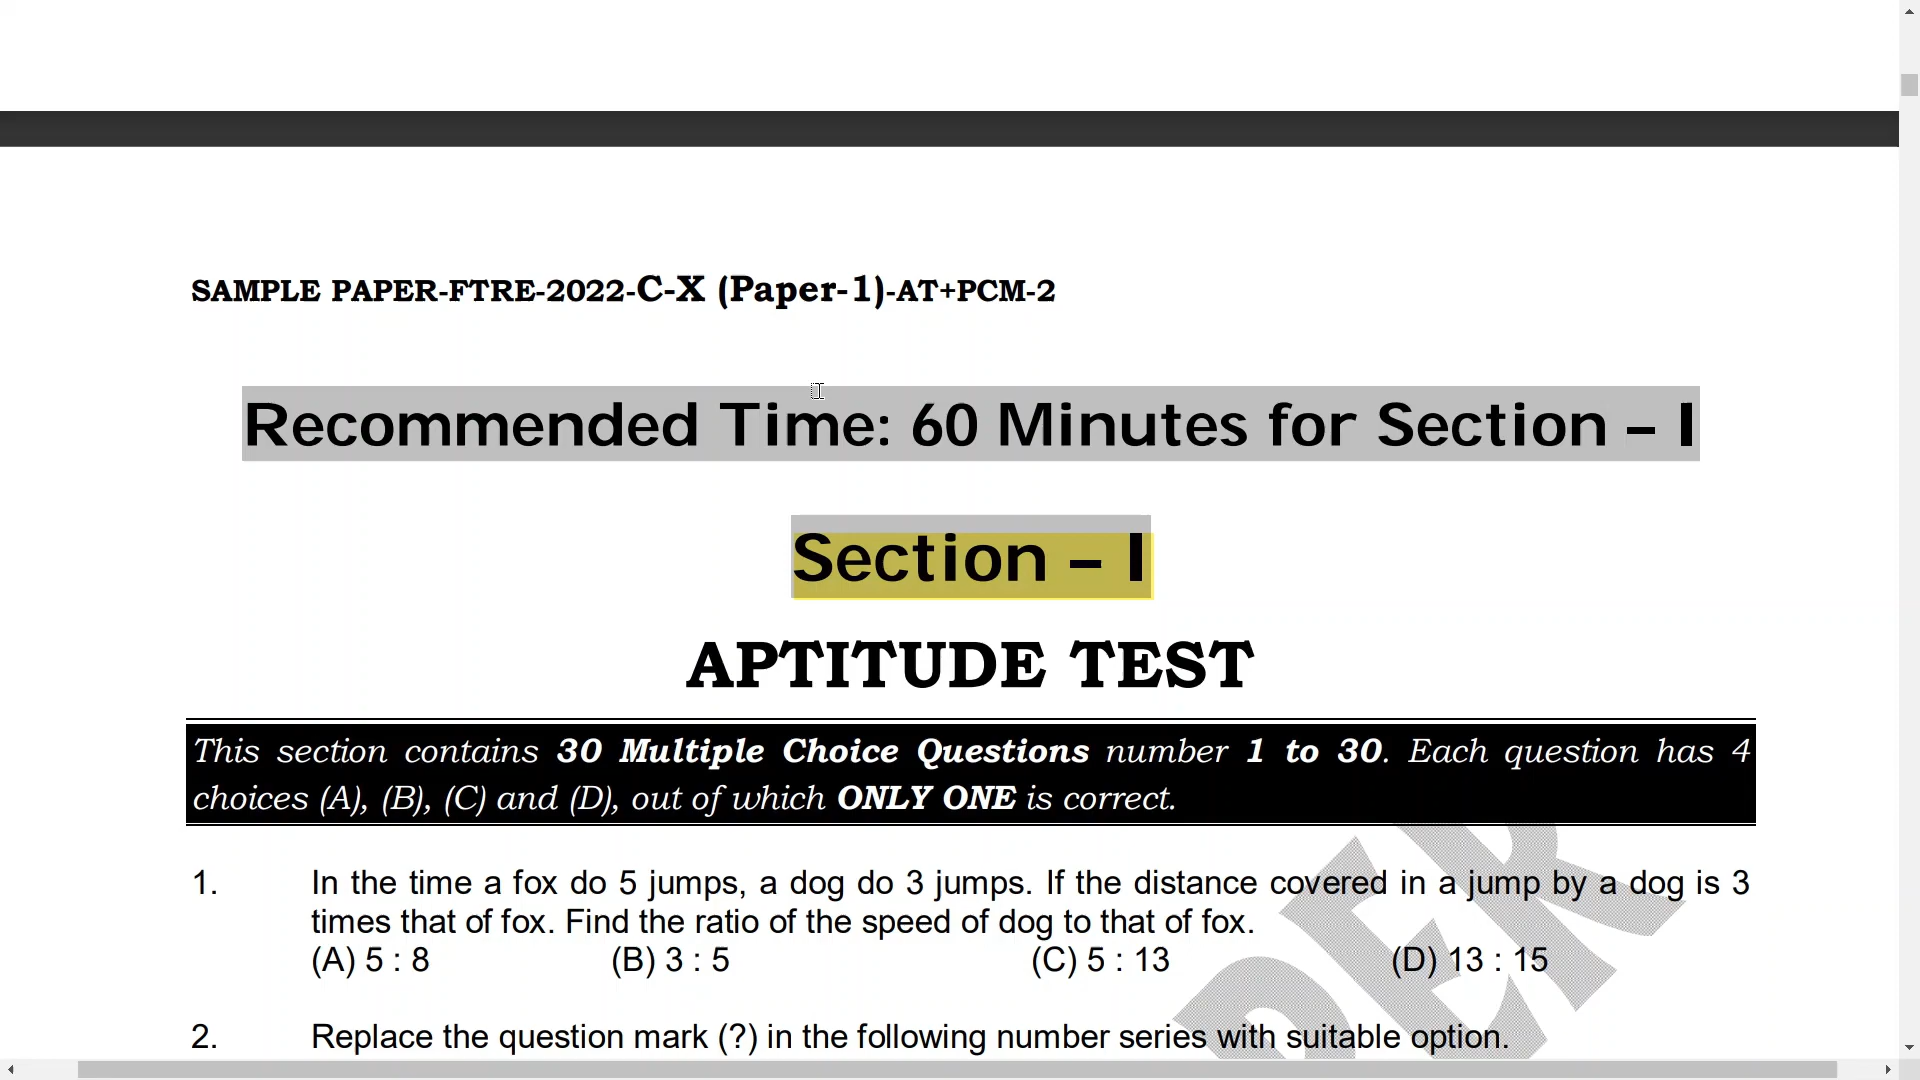 SAMPLE PAPER-FTRE-2022-C-X (Paper-1)-AT+PCM-2
Recommended Time: 60 Minutes for Section – I
Section – I
APTITUDE TEST
This section contains 30 Multiple Choice Questions number 1 to 30. Each question has 4
choices (A), (B), (C) and (D), out of which ONLY ONE is correct.
1. In the time a fox do 5 jumps, a dog do 3 jumps. If the distance covered in a jump by a dog is 3
times that of fox. Find the ratio of the speed of dog to that of fox.
(A) 5 : 8 (B) 3 : 5 (C) 5 : 13 (D) 13 : 15
2. Replace the question mark (?) in the following number series with suitable option.